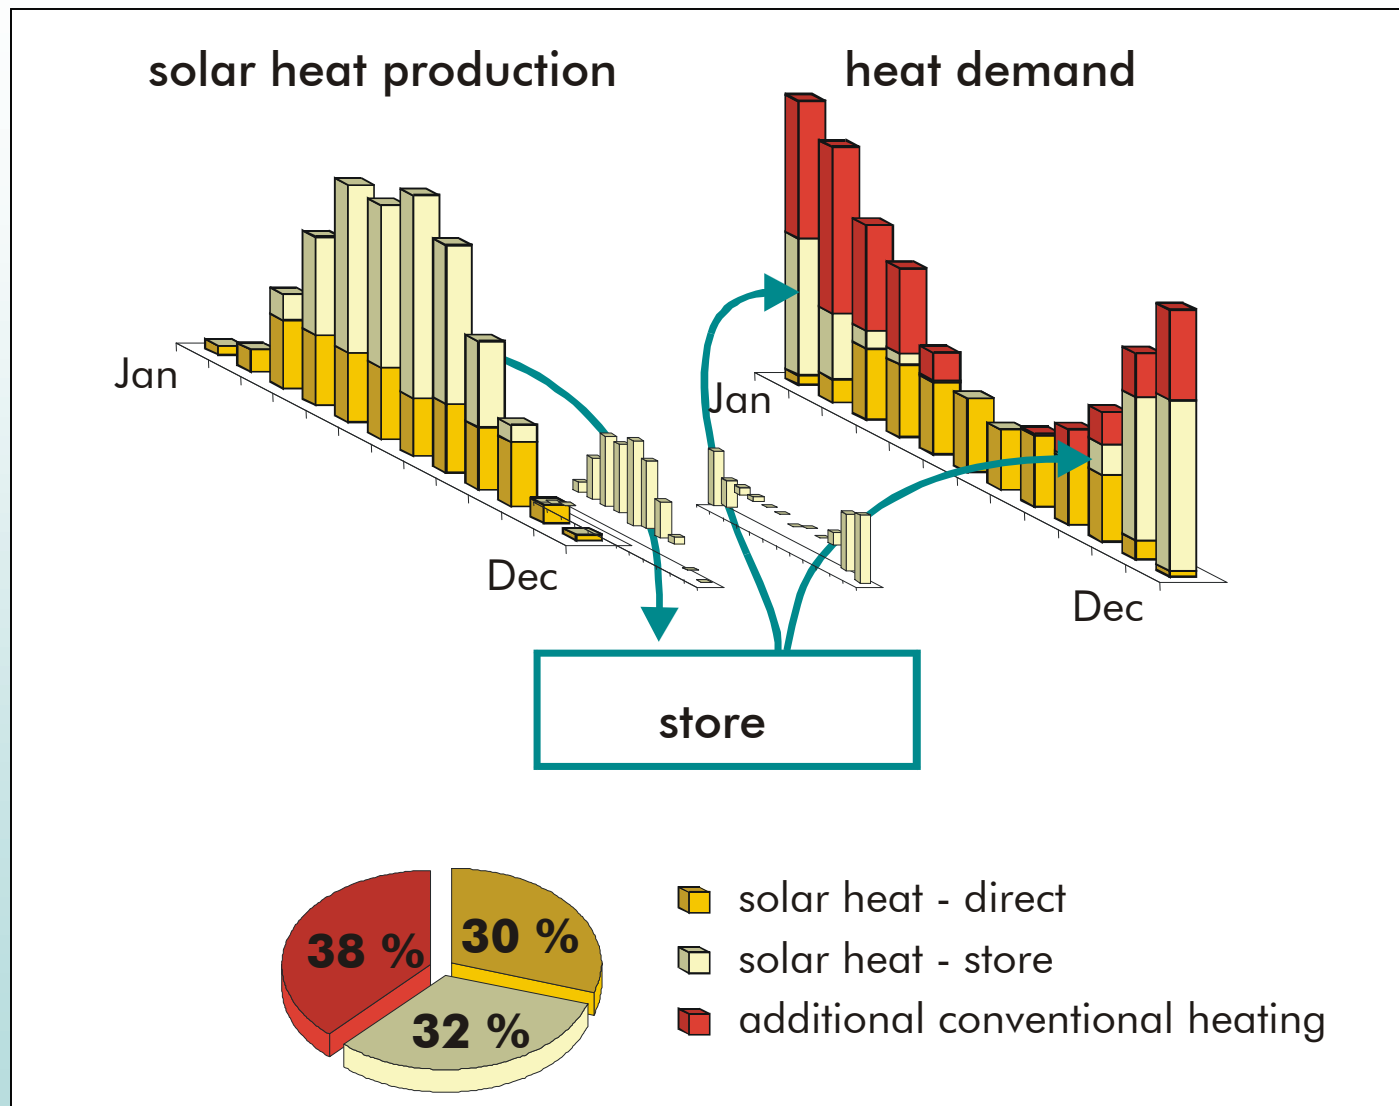 solar heat production
heat demand
Jan
Jan
Dec
Dec
store
38 %
30 %
32 %
solar heat - direct
solar heat - store
additional conventional heating